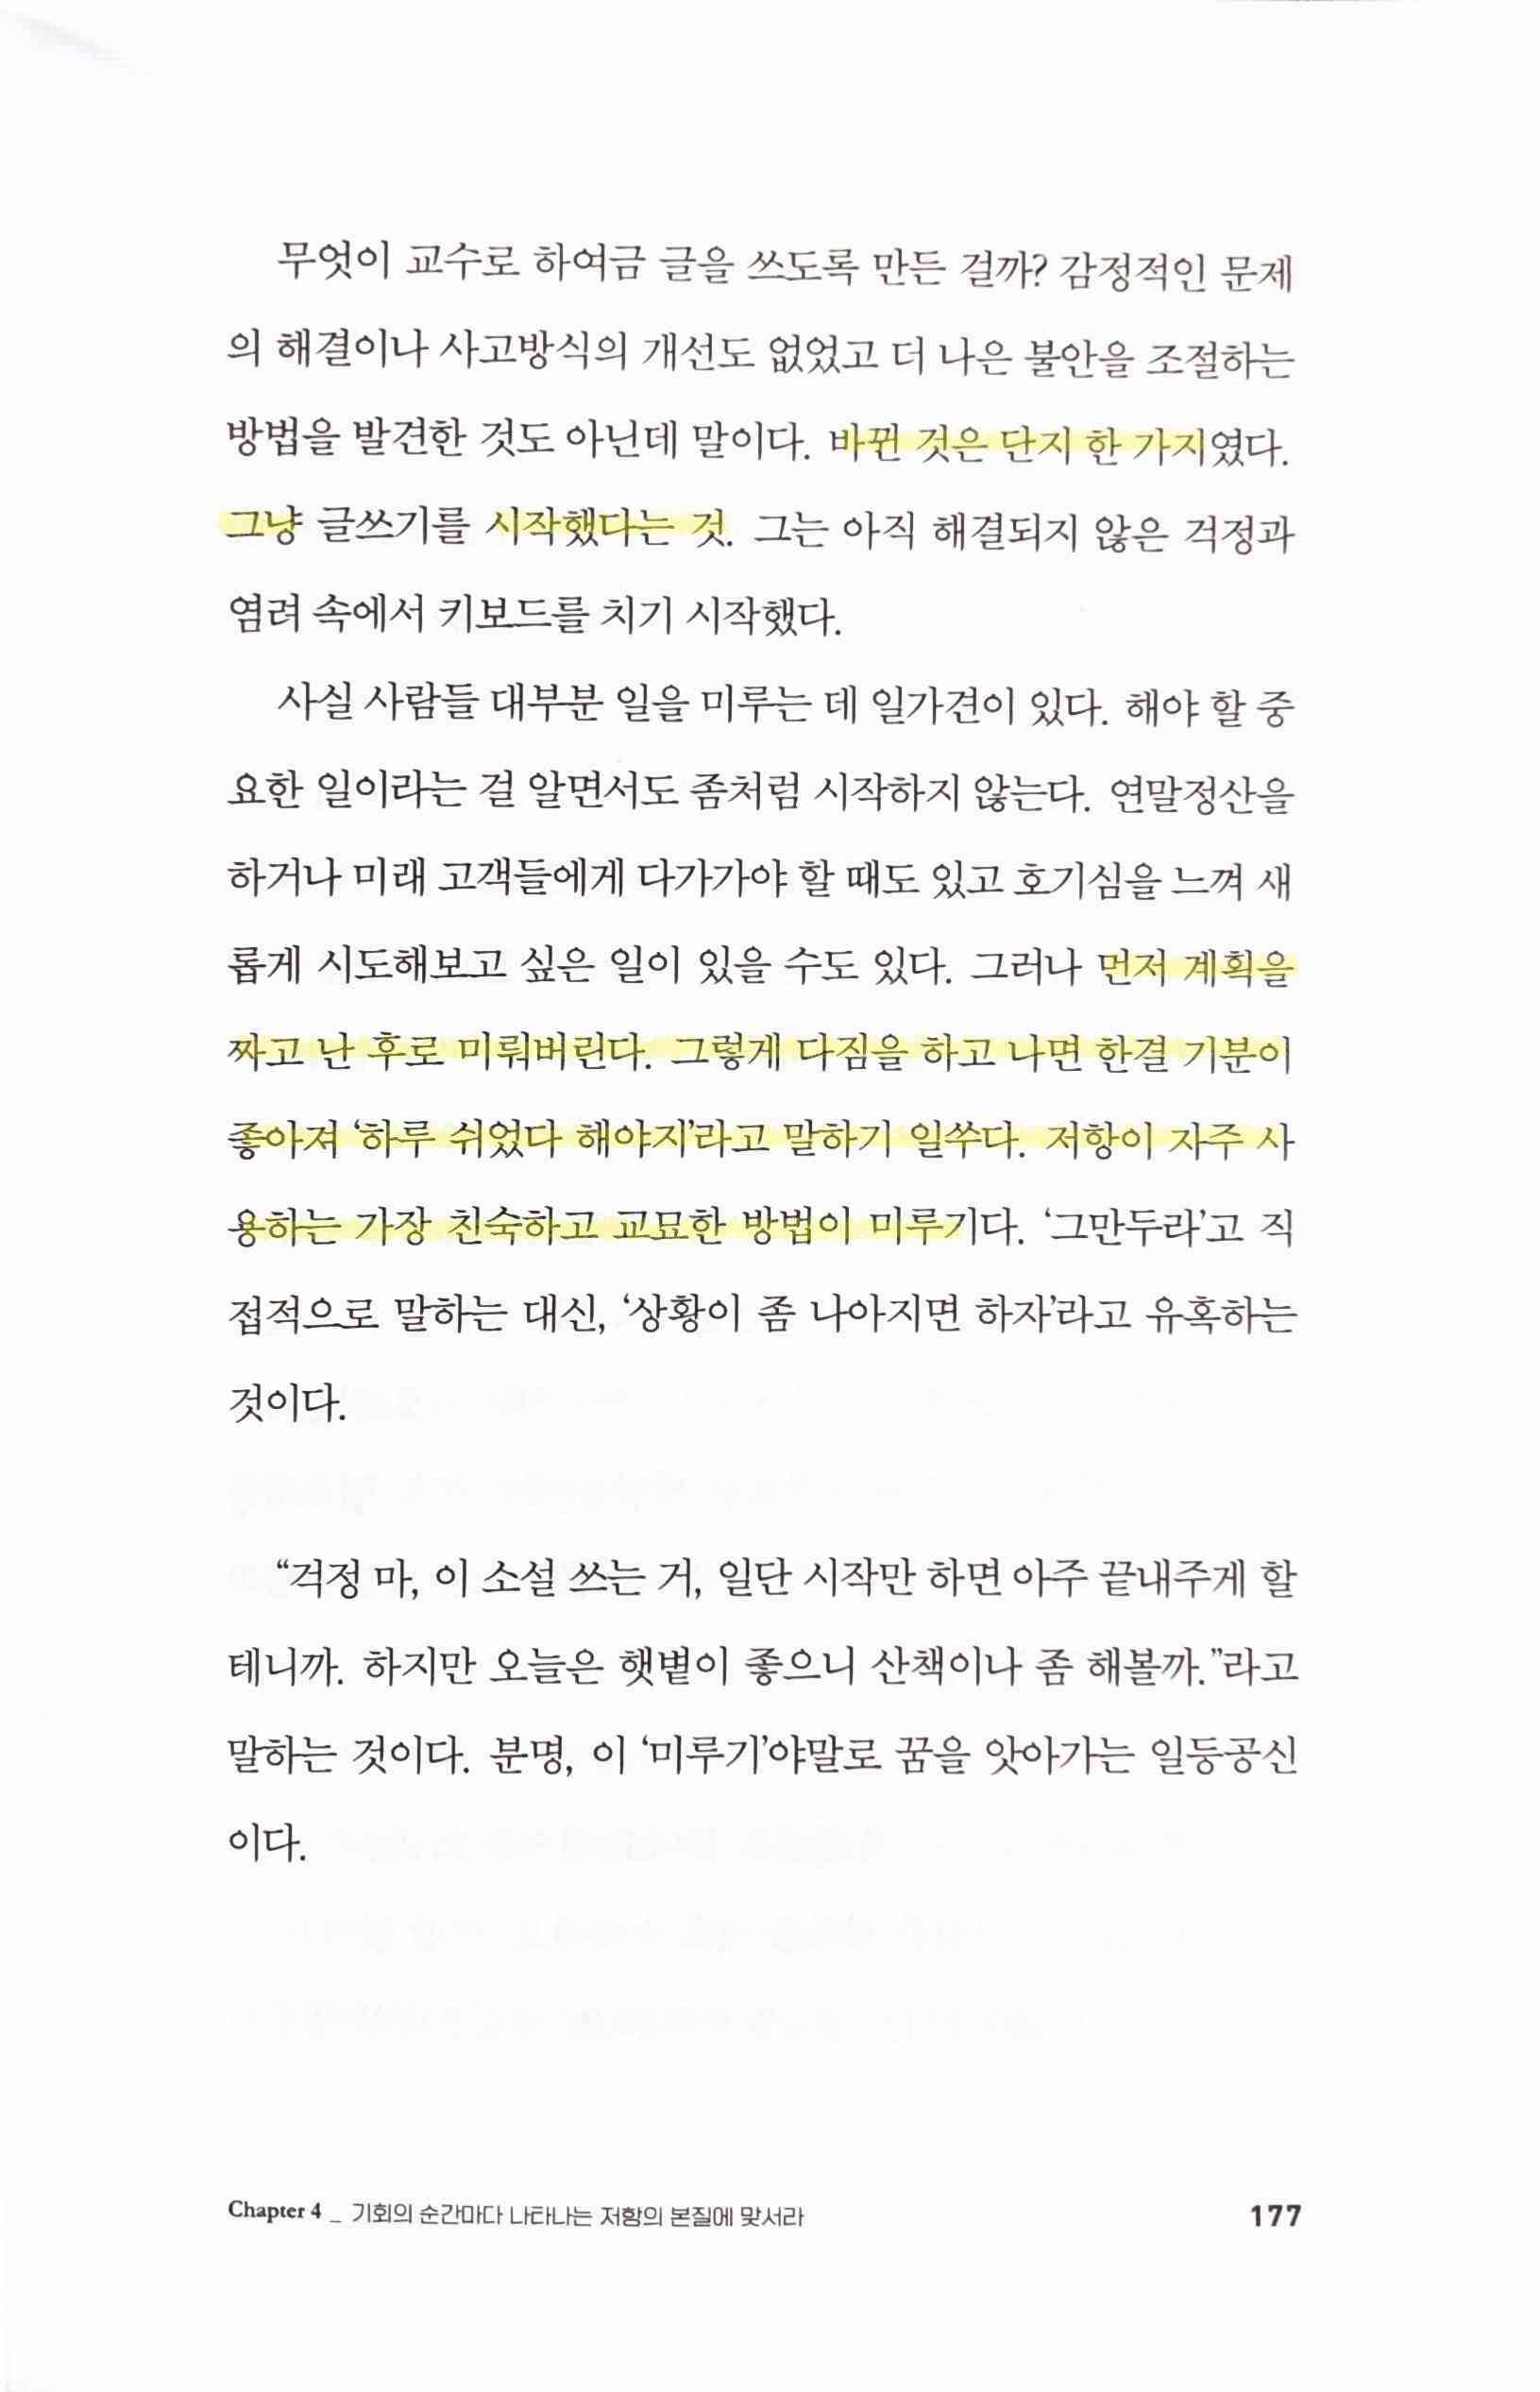 무엇이 교수로 하여금 글을 쓰도록 만든 걸까? 감정적인 문제
의 해결이나 사고방식의 개선도 없었고 더 나은 불안을 조절하는
방법을 발견한 것도 아닌데 말이다. 바뀐 것은 단지 한 가지였다.
그냥 글쓰기를 시작했다는 것. 그는 아직 해결되지 않은 걱정과
염려 속에서 키보드를 치기 시작했다.
사실 사람들 대부분 일을 미루는 데 일가견이 있다. 해야 할 중
요한 일이라는 걸 알면서도 좀처럼 시작하지 않는다. 연말정산을
하거나 미래 고객들에게 다가가야 할 때도 있고 호기심을 느껴 새
롭게 시도해보고 싶은 일이 있을 수도 있다. 그러나 먼저 계획을
짜고 난 후로 미뤄버린다. 그렇게 다짐을 하고 나면 한결 기분이
좋아져 ‘하루 쉬었다 해야지’라고 말하기 일쑤다. 저항이 자주 사
용하는 가장 친숙하고 교묘한 방법이 미루기다. ‘그만두라’고 직
접적으로 말하는 대신, ‘상황이 좀 나아지면 하자’라고 유혹하는
것이다.
“걱정 마, 이 소설 쓰는 거, 일단 시작만 하면 아주 끝내주게 할
테니까. 하지만 오늘은 햇볕이 좋으니 산책이나 좀 해볼까.”라고
말하는 것이다. 분명, 이 ‘미루기’야말로 꿈을 앗아가는 일등공신
이다.
Chapter 4 _ 기회의 순간마다 나타나는 저항의 본질에 맞서라 177